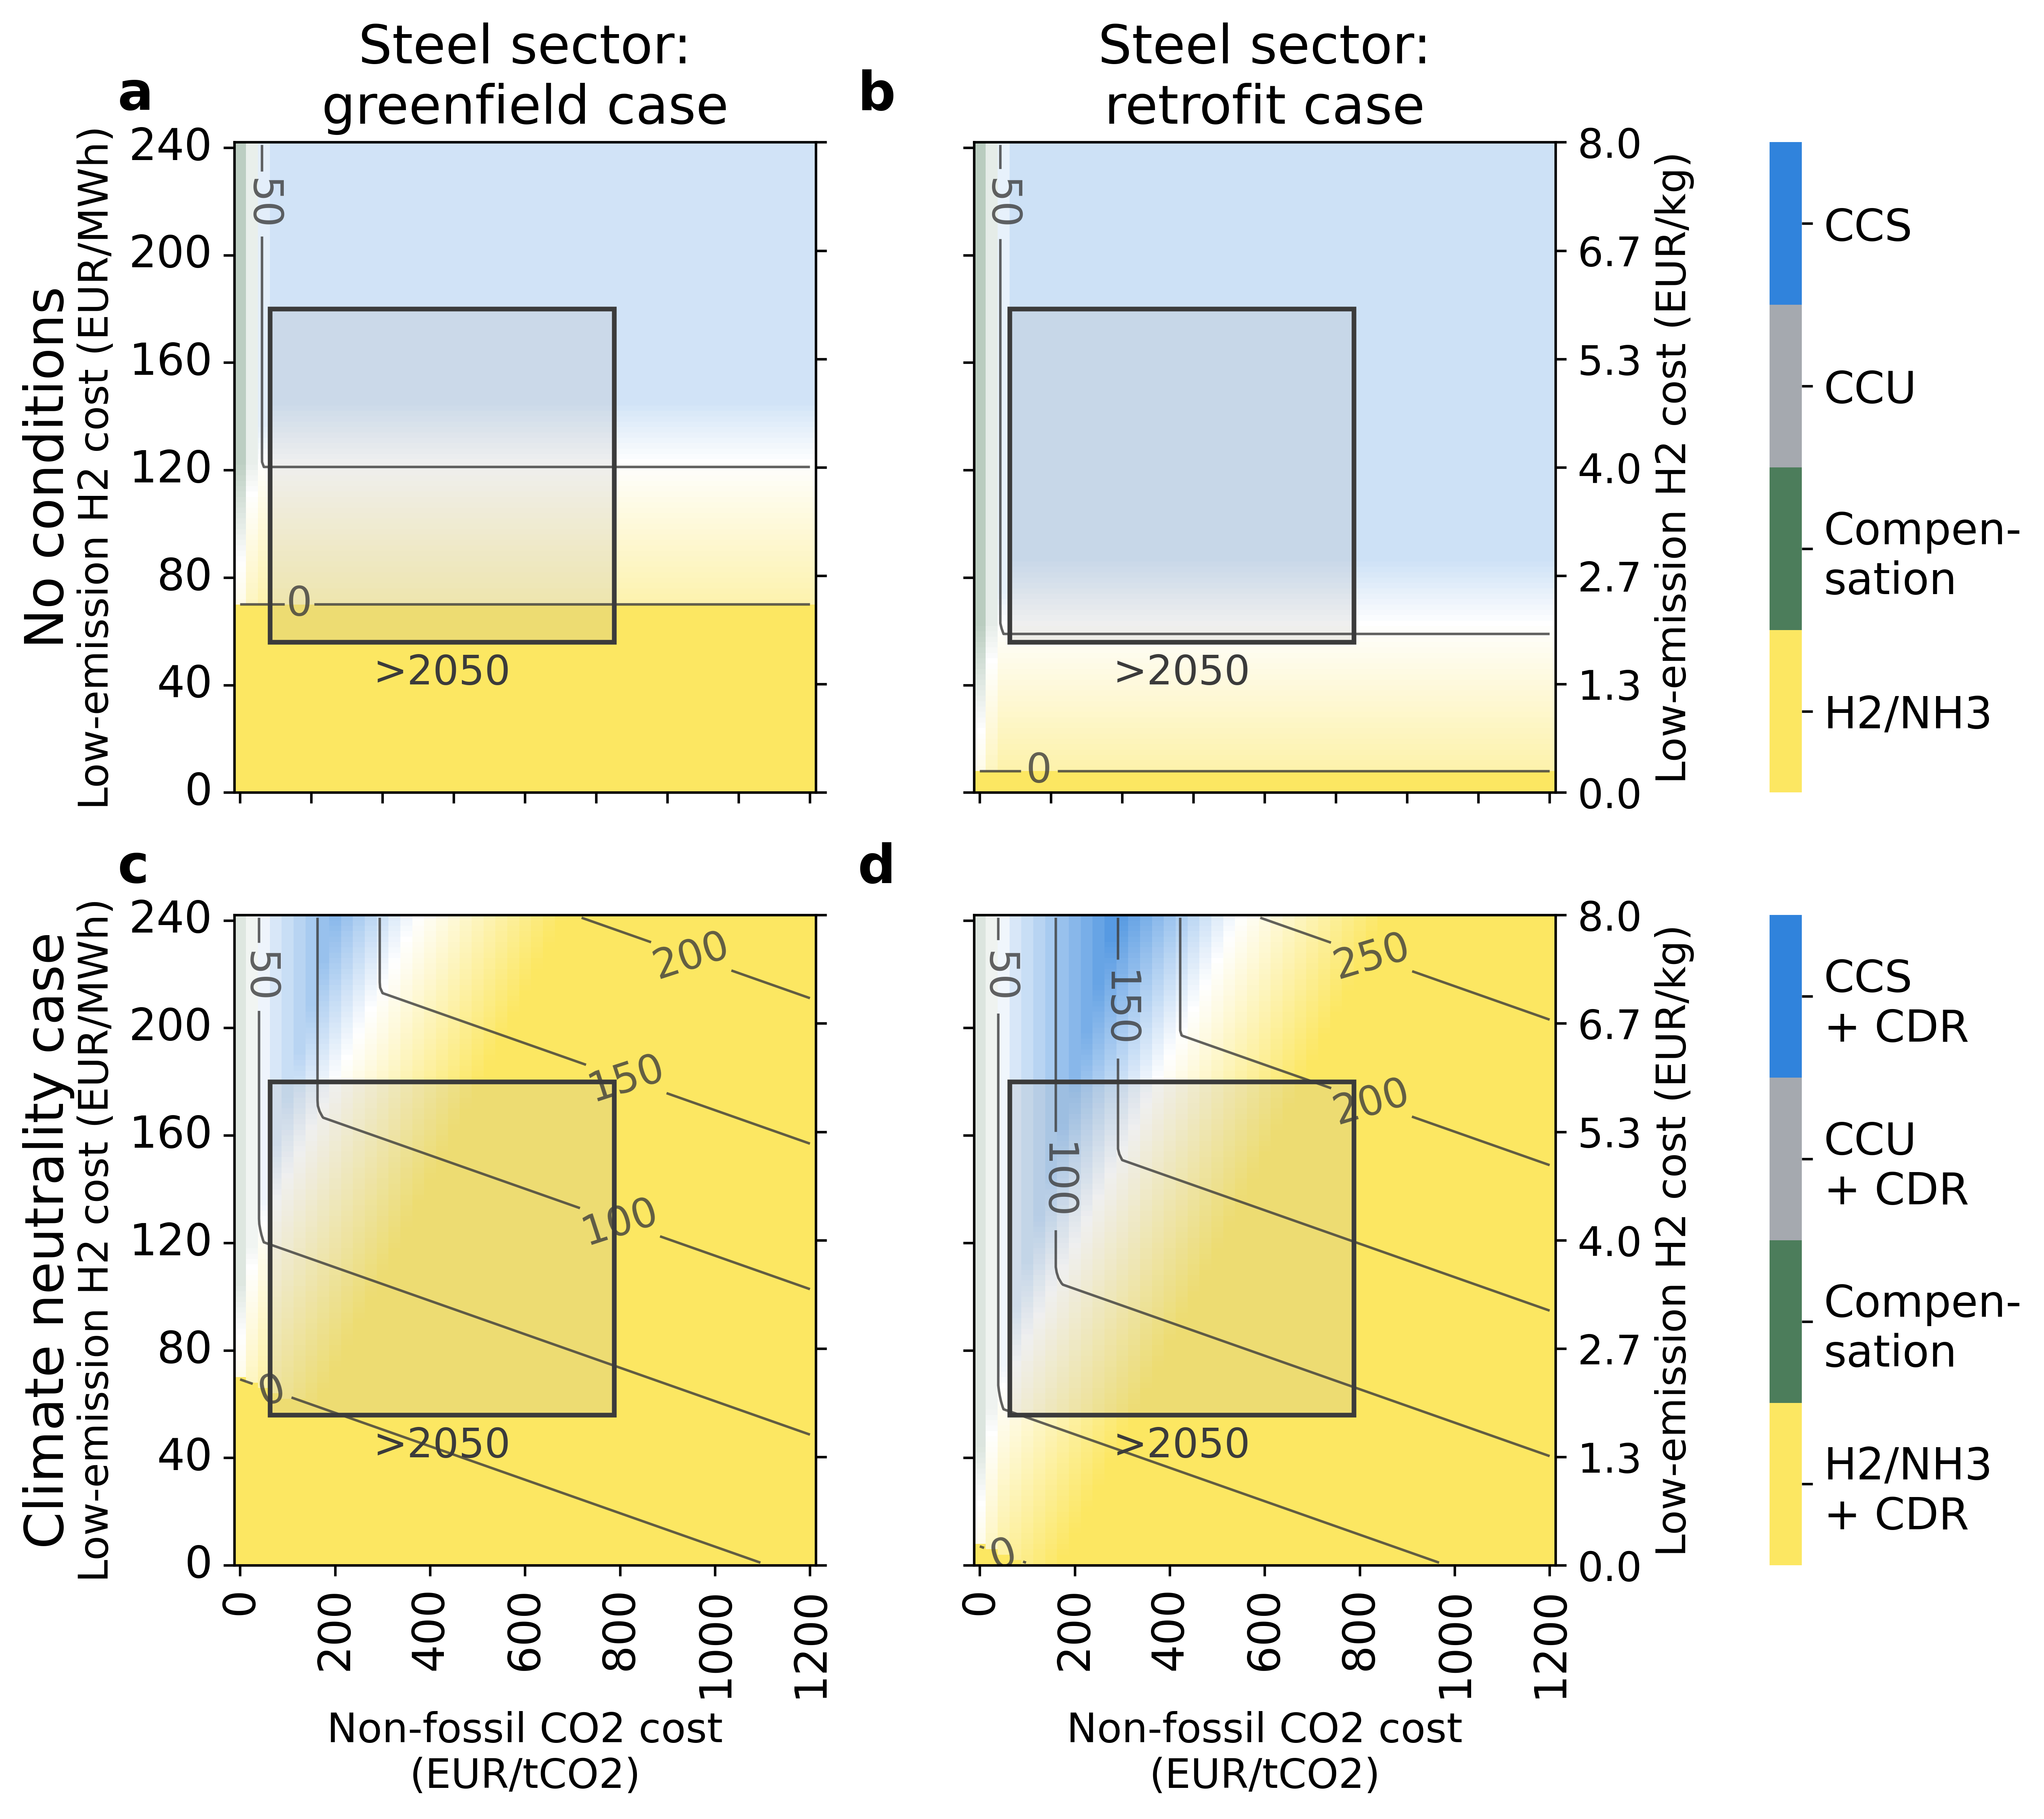 Steel sector:
greenfield case
Steel sector:
retrofit case
a
b
No conditions
Low-emission H2 cost (EUR/MWh)
240
200
160
120
80
40
0
50
0
>2050
50
0
>2050
8.0
6.7
5.3
4.0
2.7
1.3
0.0
Low-emission H2 cost (EUR/kg)
CCS
CCU
Compen-
sation
H2/NH3
c
d
Climate neutrality case
Low-emission H2 cost (EUR/MWh)
240
200
160
120
80
40
0
50
200
150
100
0
>2050
50
150
250
200
100
0
>2050
8.0
6.7
5.3
4.0
2.7
1.3
0.0
Low-emission H2 cost (EUR/kg)
CCS
+ CDR
CCU
+ CDR
Compen-
sation
H2/NH3
+ CDR
0
200
400
600
800
1000
1200
Non-fossil CO2 cost
(EUR/tCO2)
0
200
400
600
800
1000
1200
Non-fossil CO2 cost
(EUR/tCO2)